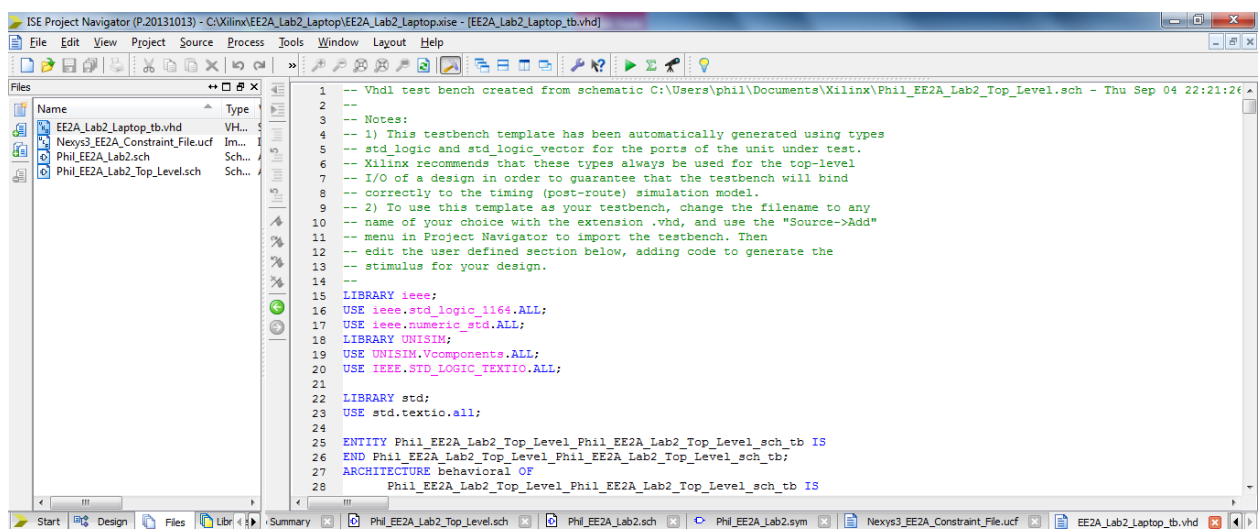 ISE Project Navigator (P.20131013) - C:\Xilinx\EE2A_Lab2_Laptop\EE2A_Lab2_Laptop.xise - [EE2A_Lab2_Laptop_tb.vhd]
File Edit View Project Source Process Tools Window Layout Help
Files
Name Type
EE2A_Lab2_Laptop_tb.vhd VH...
Nexys3_EE2A_Constraint_File.ucf Im...
Phil_EE2A_Lab2.sch Sch...
Phil_EE2A_Lab2_Top_Level.sch Sch...
1 -- Vhdl test bench created from schematic C:\Users\phil\Documents\Xilinx\Phil_EE2A_Lab2_Top_Level.sch - Thu Sep 04 22:21:26
2 --
3 -- Notes:
4 -- 1) This testbench template has been automatically generated using types
5 -- std_logic and std_logic_vector for the ports of the unit under test.
6 -- Xilinx recommends that these types always be used for the top-level
7 -- I/O of a design in order to guarantee that the testbench will bind
8 -- correctly to the timing (post-route) simulation model.
9 -- 2) To use this template as your testbench, change the filename to any
10 -- name of your choice with the extension .vhd, and use the "Source->Add"
11 -- menu in Project Navigator to import the testbench. Then
12 -- edit the user defined section below, adding code to generate the
13 -- stimulus for your design.
14 --
15 LIBRARY ieee;
16 USE ieee.std_logic_1164.ALL;
17 USE ieee.numeric_std.ALL;
18 LIBRARY UNISIM;
19 USE UNISIM.Vcomponents.ALL;
20 USE IEEE.STD_LOGIC_TEXTIO.ALL;
21
22 LIBRARY std;
23 USE std.textio.all;
24
25 ENTITY Phil_EE2A_Lab2_Top_Level_Phil_EE2A_Lab2_Top_Level_sch_tb IS
26 END Phil_EE2A_Lab2_Top_Level_Phil_EE2A_Lab2_Top_Level_sch_tb;
27 ARCHITECTURE behavioral OF
28 Phil_EE2A_Lab2_Top_Level_Phil_EE2A_Lab2_Top_Level_sch_tb IS
Start Design Files Libr Summary Phil_EE2A_Lab2_Top_Level.sch Phil_EE2A_Lab2.sch Phil_EE2A_Lab2.sym Nexys3_EE2A_Constraint_File.ucf EE2A_Lab2_Laptop_tb.vhd